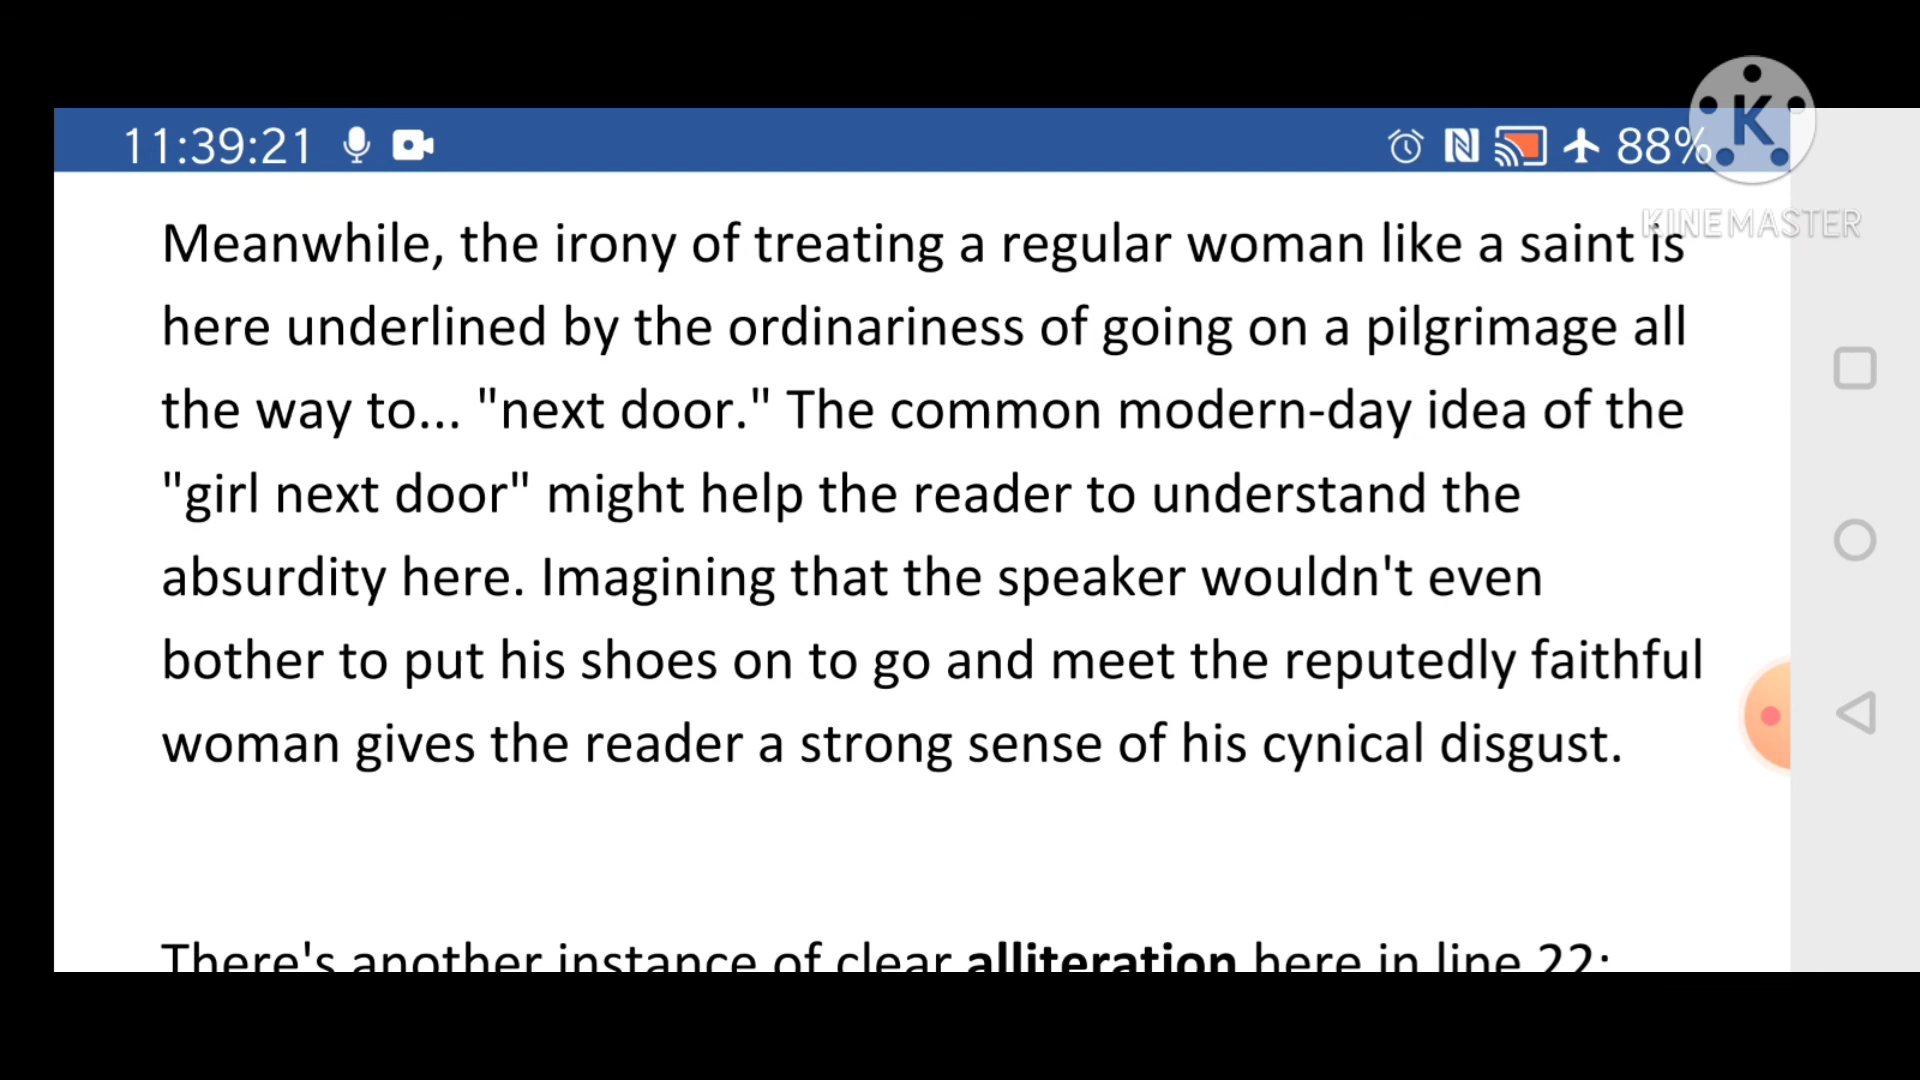 11:39:21 88%
K
KINEMASTER
Meanwhile, the irony of treating a regular woman like a saint is
here underlined by the ordinariness of going on a pilgrimage all
the way to... "next door." The common modern-day idea of the
"girl next door" might help the reader to understand the
absurdity here. Imagining that the speaker wouldn't even
bother to put his shoes on to go and meet the reputedly faithful
woman gives the reader a strong sense of his cynical disgust.
There's another instance of clear alliteration here in line 22: